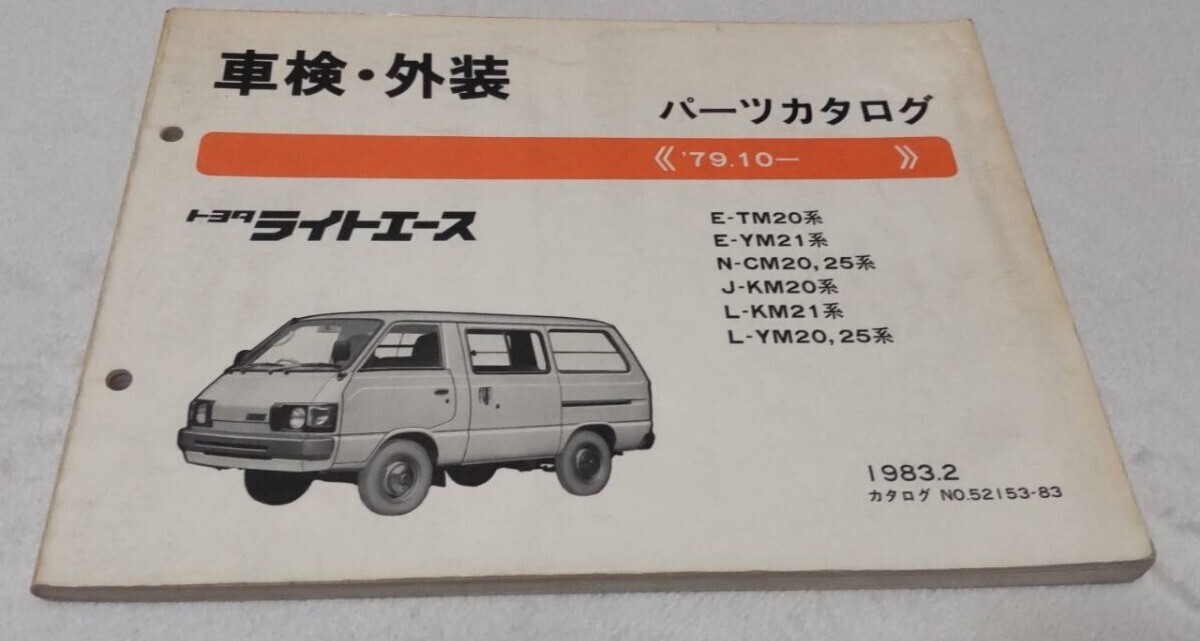 車検・外装
パーツカタログ
《 '79.10— 》
トヨタ ライトエース
E-TM20系
E-YM21系
N-CM20,25系
J-KM20系
L-KM21系
L-YM20,25系
1983.2
カタログ NO.52153-83